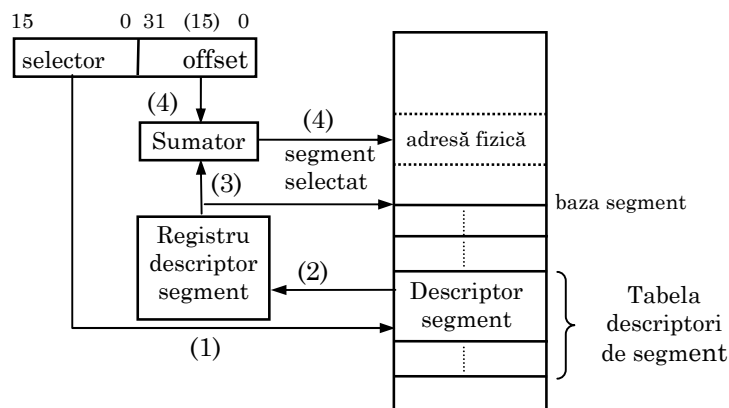 15 0 31 (15) 0
selector offset
(4)
(4)
Sumator
adresă fizică
segment
selectat
(3)
baza segment
Registru
descriptor
segment
(2)
Descriptor
segment
Tabela
descriptori
de segment
(1)